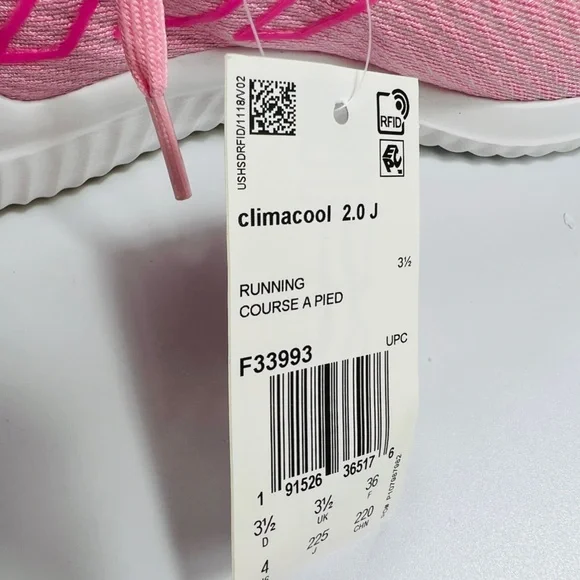 USHSDRFID/1118/V02
RFID
EPC
climacool 2.0 J
3½
RUNNING
COURSE A PIED
F33993
UPC
1 91526 36517 6
3½ 3½ 36
D UK F
225 220
J CHN
4